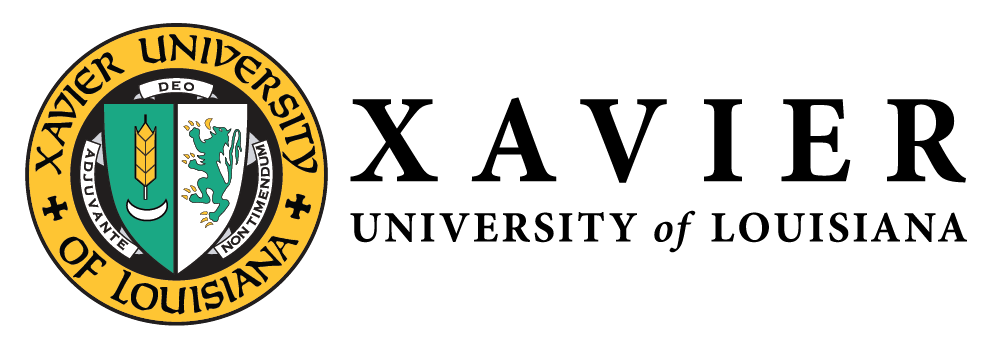 XAVIER UNIVERSITY
OF LOUISIANA
DEO
ADJUVANTE
NON TIMENDUM
XAVIER
UNIVERSITY of LOUISIANA